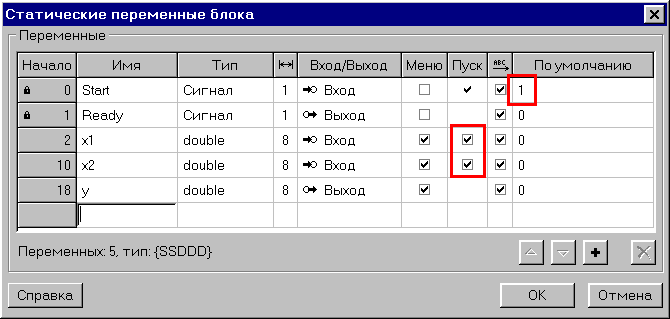 Статические переменные блока
Переменные
Начало Имя Тип Вход/Выход Меню Пуск ABC По умолчанию
0 Start Сигнал 1 Вход 1
1 Ready Сигнал 1 Выход 0
2 x1 double 8 Вход 0
10 x2 double 8 Вход 0
18 y double 8 Выход 0
Переменных: 5, тип: {SSDDD}
Справка OK Отмена